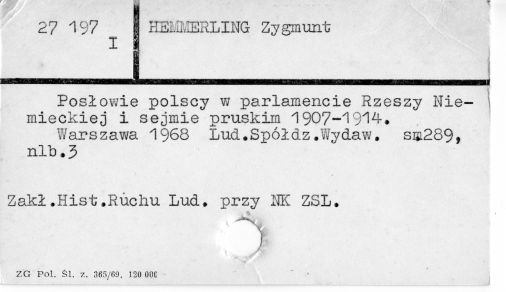 27 197
I
HEMMERLING Zygmunt
Posłowie polscy w parlamencie Rzeszy Nie-
mieckiej i sejmie pruskim 1907-1914.
Warszawa 1968 Lud.Spółdz.Wydaw. sm289,
nlb.3
Zakł.Hist.Ruchu Lud. przy NK ZSL.
ZG Pol. Śl. z. 365/69, 120 000